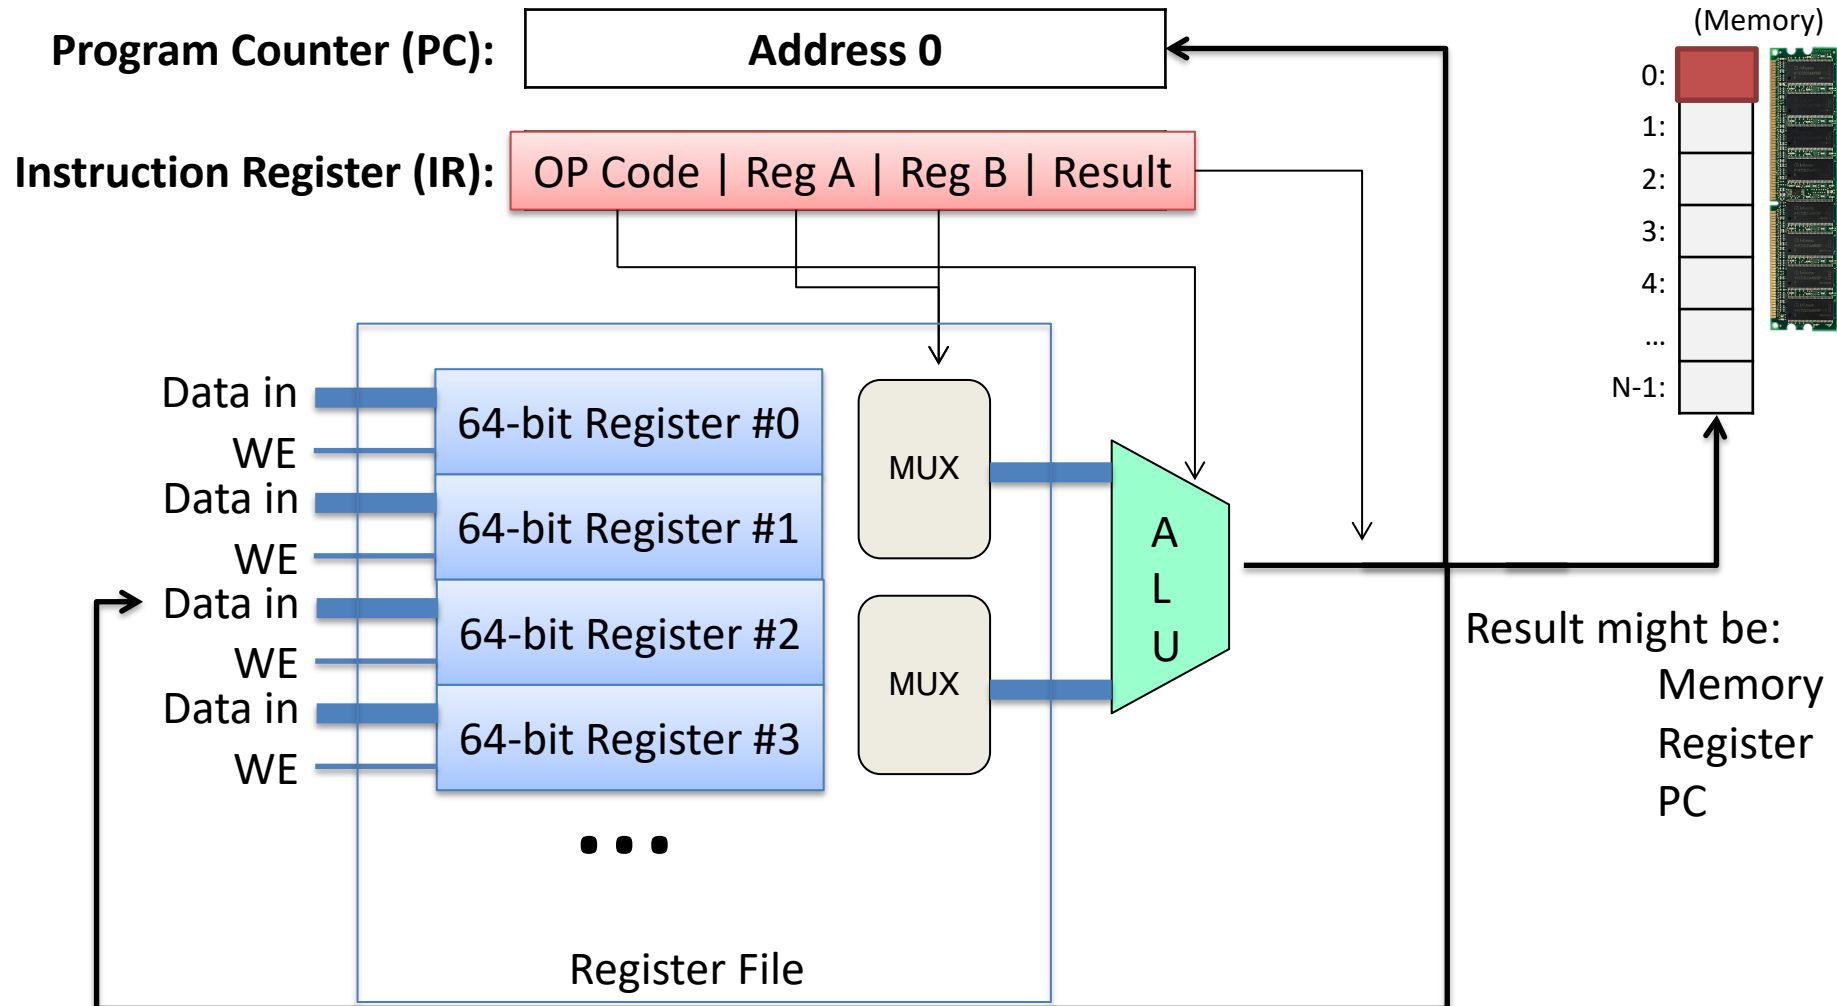 (Memory)
Program Counter (PC):
Address 0
0:
1:
2:
3:
4:
...
N-1:
Instruction Register (IR):
OP Code | Reg A | Reg B | Result
Data in
WE
Data in
WE
Data in
WE
Data in
WE
64-bit Register #0
64-bit Register #1
64-bit Register #2
64-bit Register #3
...
MUX
MUX
A
L
U
Result might be:
Memory
Register
PC
Register File